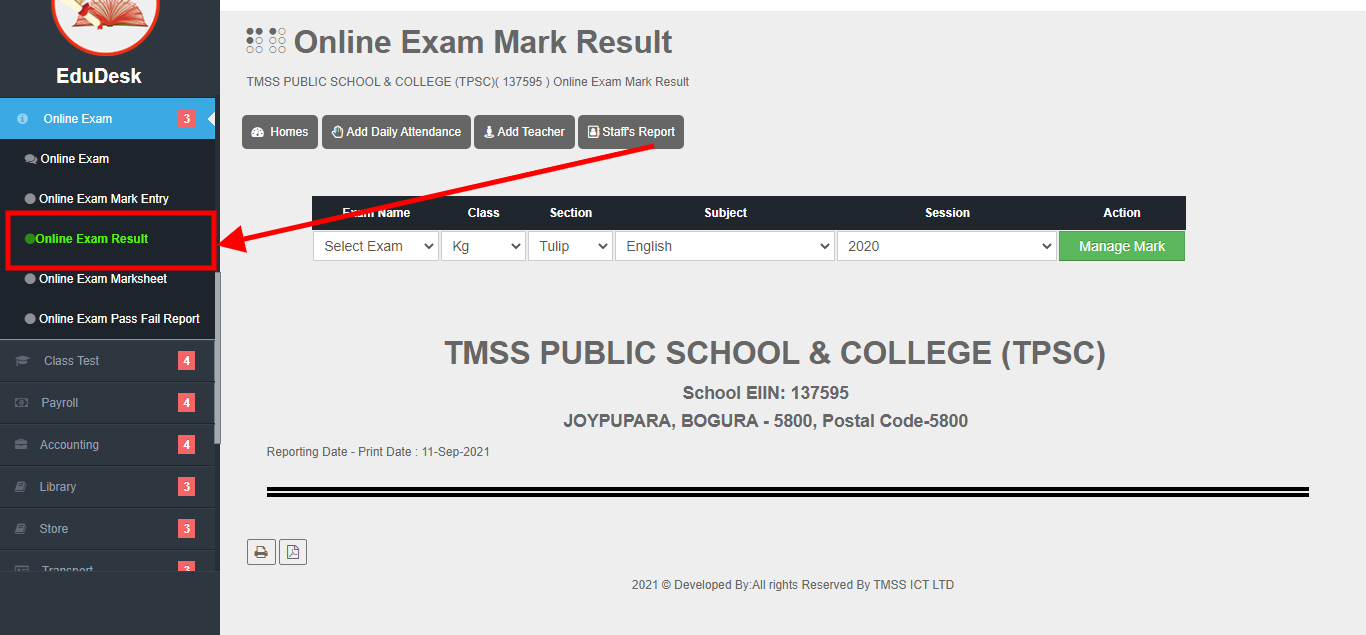 EduDesk
Online Exam 3
Online Exam
Online Exam Mark Entry
Online Exam Result
Online Exam Marksheet
Online Exam Pass Fail Report
Class Test 4
Payroll 4
Accounting 4
Library 3
Store 3
Transport 3
Online Exam Mark Result
TMSS PUBLIC SCHOOL & COLLEGE (TPSC)( 137595 ) Online Exam Mark Result
Homes Add Daily Attendance Add Teacher Staff's Report
Exam Name Class Section Subject Session Action
Select Exam Kg Tulip English 2020 Manage Mark
TMSS PUBLIC SCHOOL & COLLEGE (TPSC)
School EIIN: 137595
JOYPUPARA, BOGURA - 5800, Postal Code-5800
Reporting Date - Print Date : 11-Sep-2021
2021 © Developed By:All rights Reserved By TMSS ICT LTD